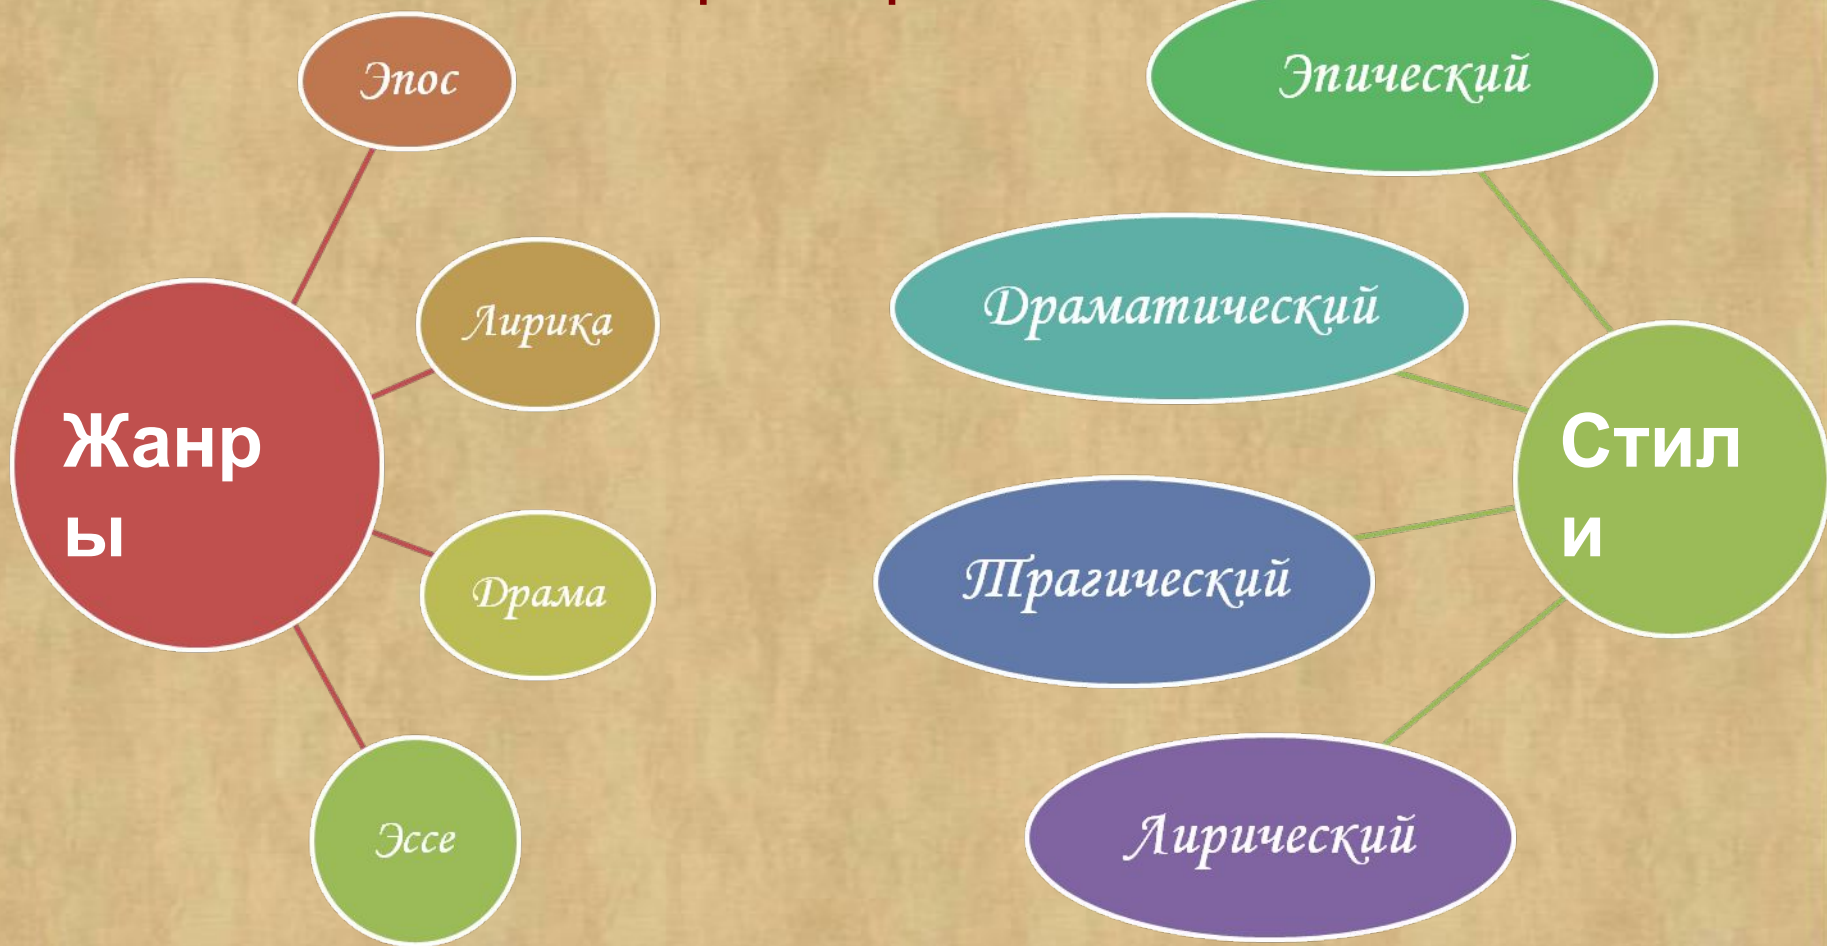 Эпос
Лирика
Жанр
ы
Драма
Эссе
Эпический
Драматический
Стил
и
Трагический
Лирический